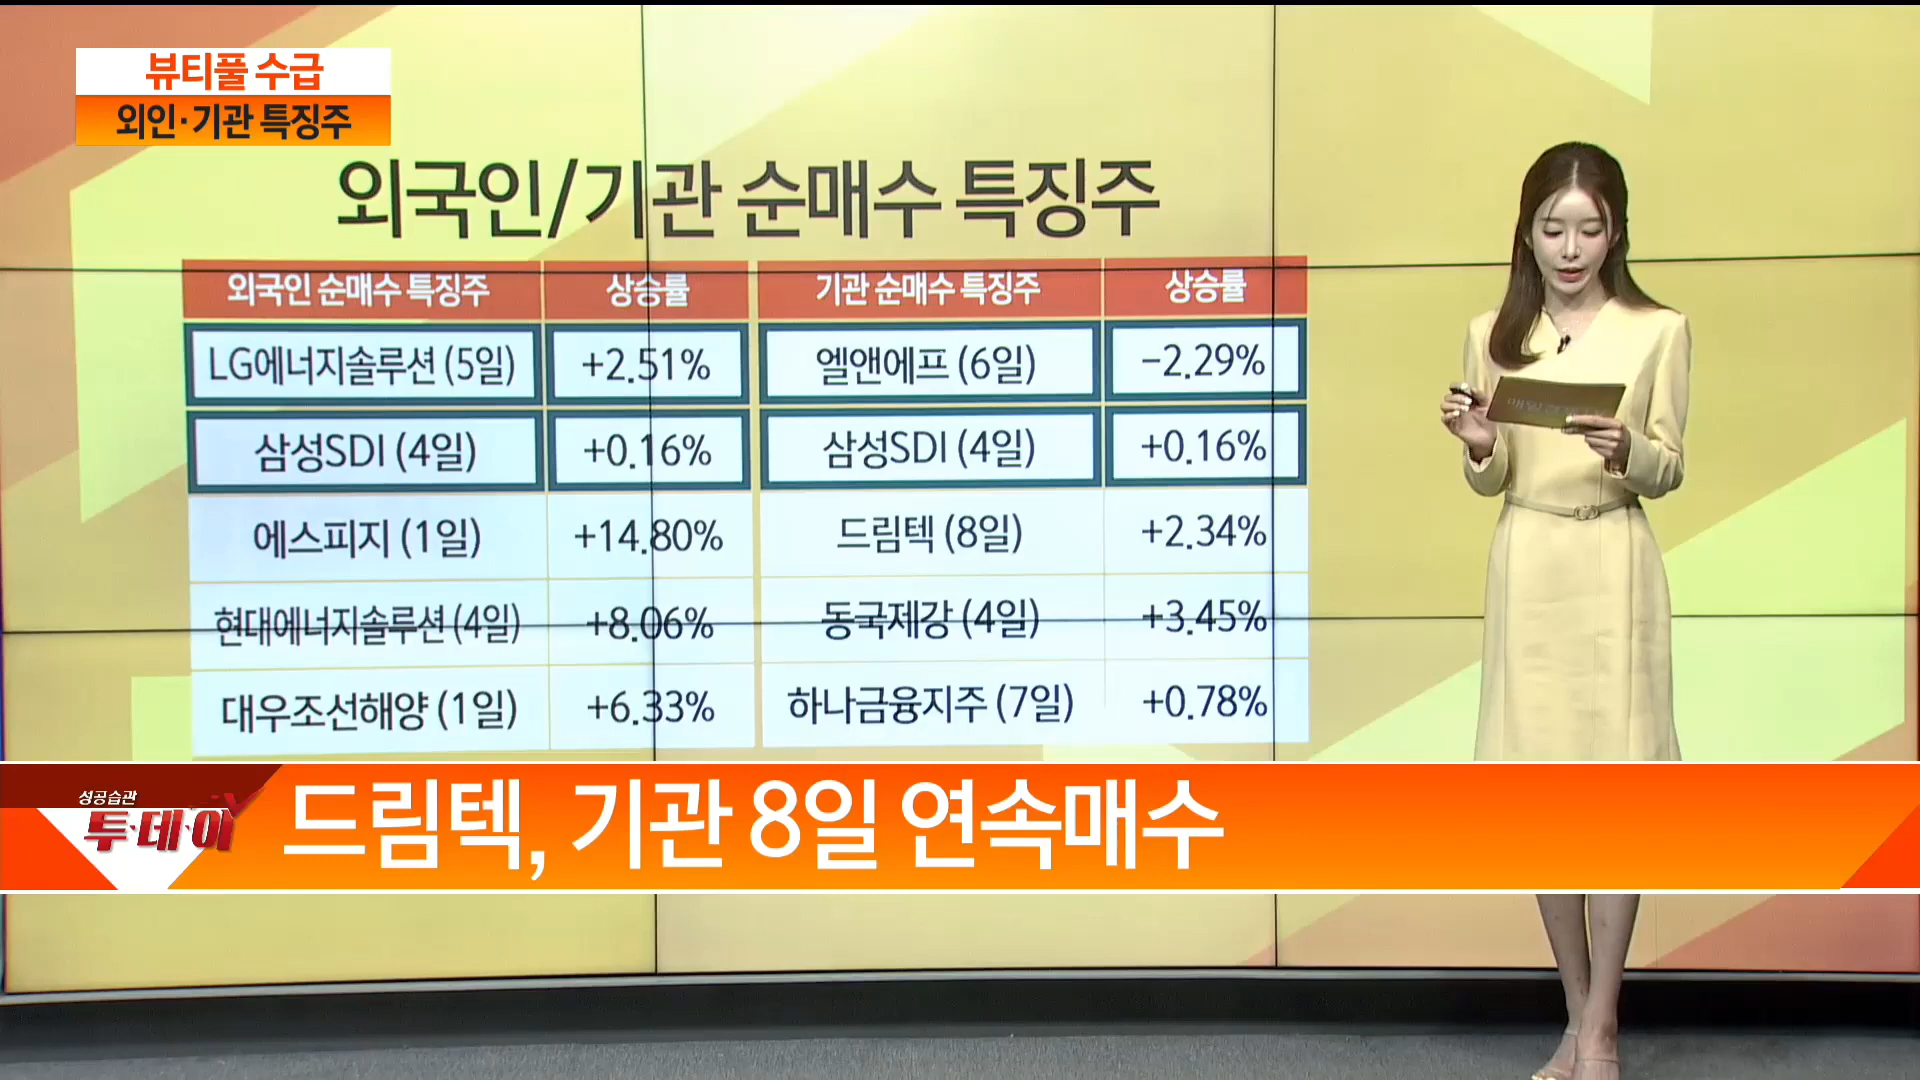 뷰티풀 수급
외인·기관 특징주
외국인/기관 순매수 특징주
외국인 순매수 특징주 상승률 기관 순매수 특징주 상승률
LG에너지솔루션 (5일) +2.51% 엘앤에프 (6일) -2.29%
삼성SDI (4일) +0.16% 삼성SDI (4일) +0.16%
에스피지 (1일) +14.80% 드림텍 (8일) +2.34%
현대에너지솔루션 (4일) +8.06% 동국제강 (4일) +3.45%
대우조선해양 (1일) +6.33% 하나금융지주 (7일) +0.78%
성공습관
투·데·이
드림텍, 기관 8일 연속매수